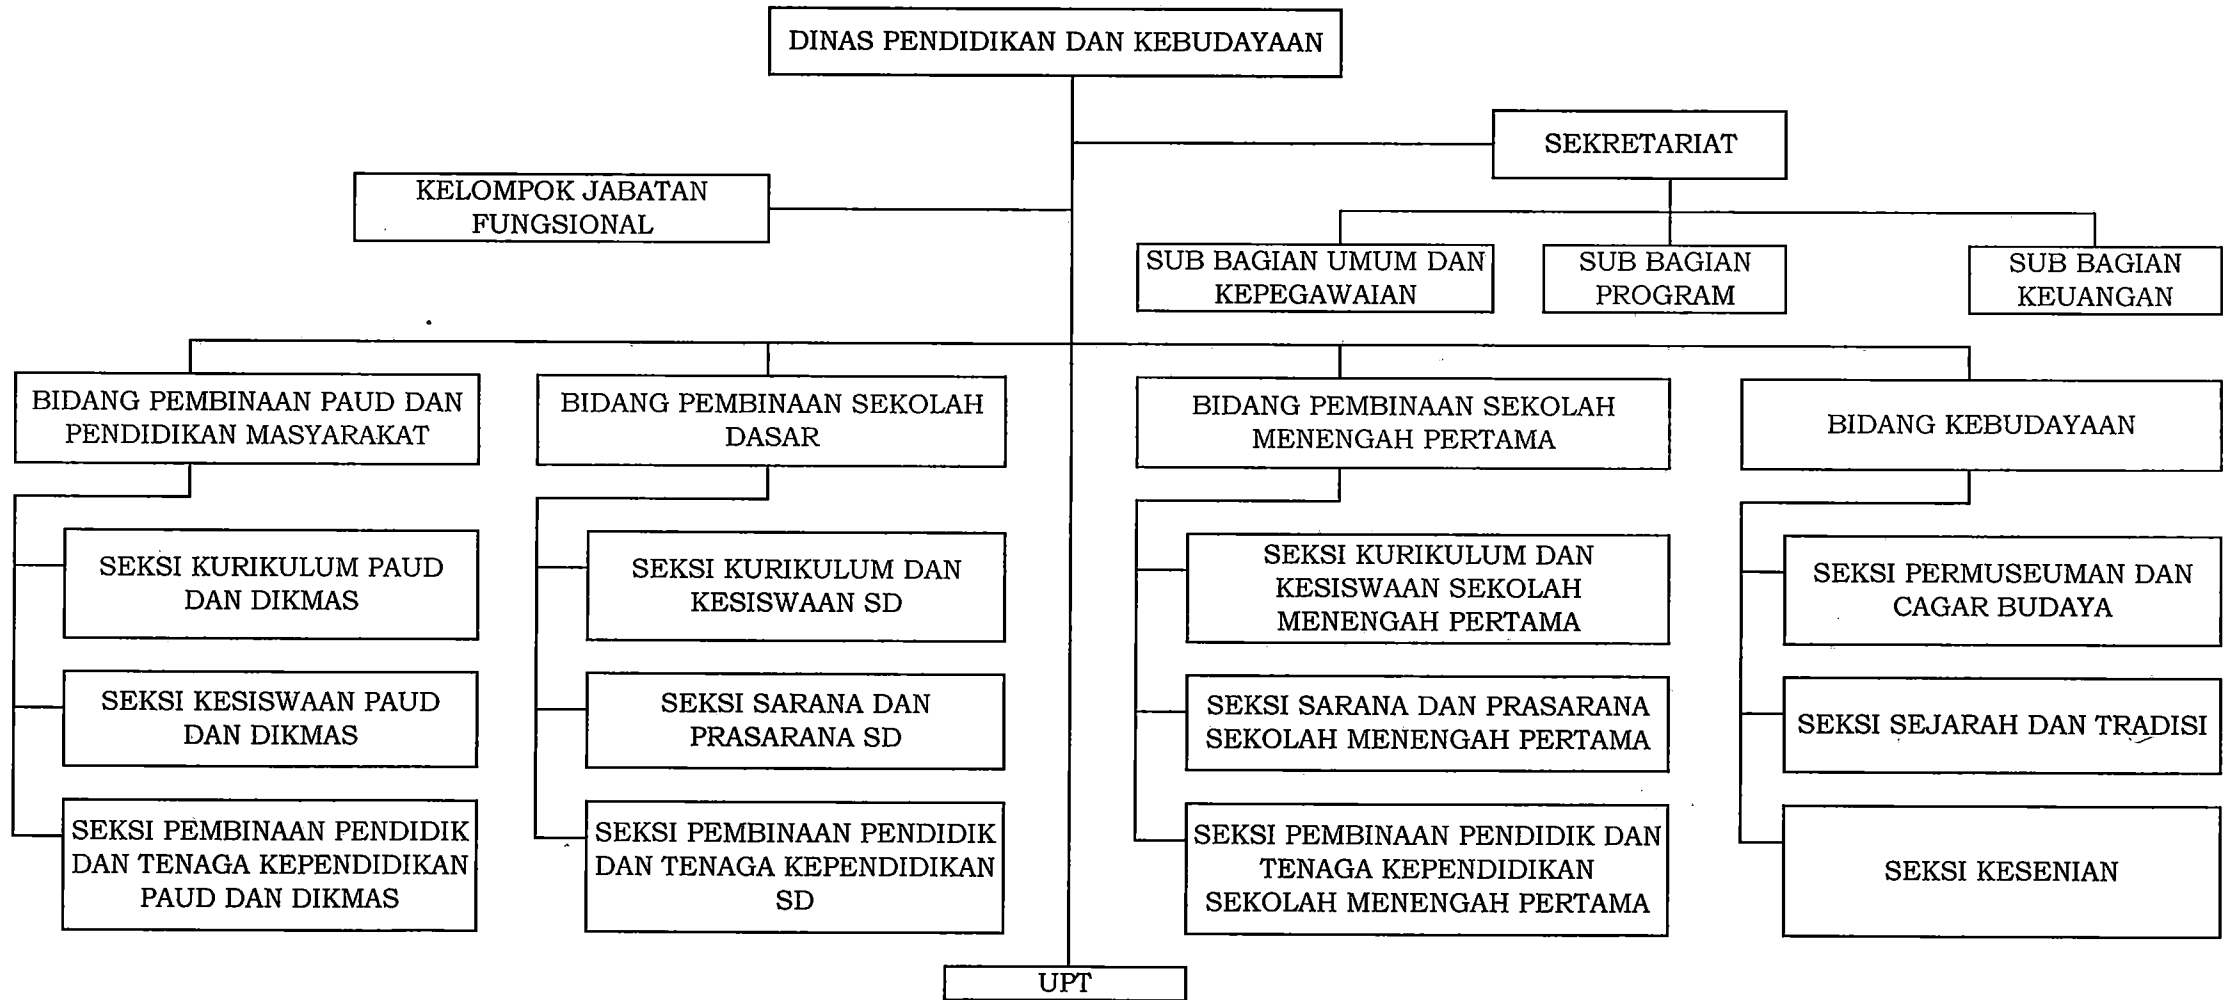 DINAS PENDIDIKAN DAN KEBUDAYAAN
SEKRETARIAT
KELOMPOK JABATAN
FUNGSIONAL
SUB BAGIAN UMUM DAN
KEPEGAWAIAN
SUB BAGIAN
PROGRAM
SUB BAGIAN
KEUANGAN
BIDANG PEMBINAAN PAUD DAN
PENDIDIKAN MASYARAKAT
BIDANG PEMBINAAN SEKOLAH
DASAR
BIDANG PEMBINAAN SEKOLAH
MENENGAH PERTAMA
BIDANG KEBUDAYAAN
SEKSI KURIKULUM PAUD
DAN DIKMAS
SEKSI KURIKULUM DAN
KESISWAAN SD
SEKSI KURIKULUM DAN
KESISWAAN SEKOLAH
MENENGAH PERTAMA
SEKSI PERMUSEUMAN DAN
CAGAR BUDAYA
SEKSI KESISWAAN PAUD
DAN DIKMAS
SEKSI SARANA DAN
PRASARANA SD
SEKSI SARANA DAN PRASARANA
SEKOLAH MENENGAH PERTAMA
SEKSI SEJARAH DAN TRADISI
SEKSI PEMBINAAN PENDIDIK
DAN TENAGA KEPENDIDIKAN
PAUD DAN DIKMAS
SEKSI PEMBINAAN PENDIDIK
DAN TENAGA KEPENDIDIKAN
SD
SEKSI PEMBINAAN PENDIDIK DAN
TENAGA KEPENDIDIKAN
SEKOLAH MENENGAH PERTAMA
SEKSI KESENIAN
UPT